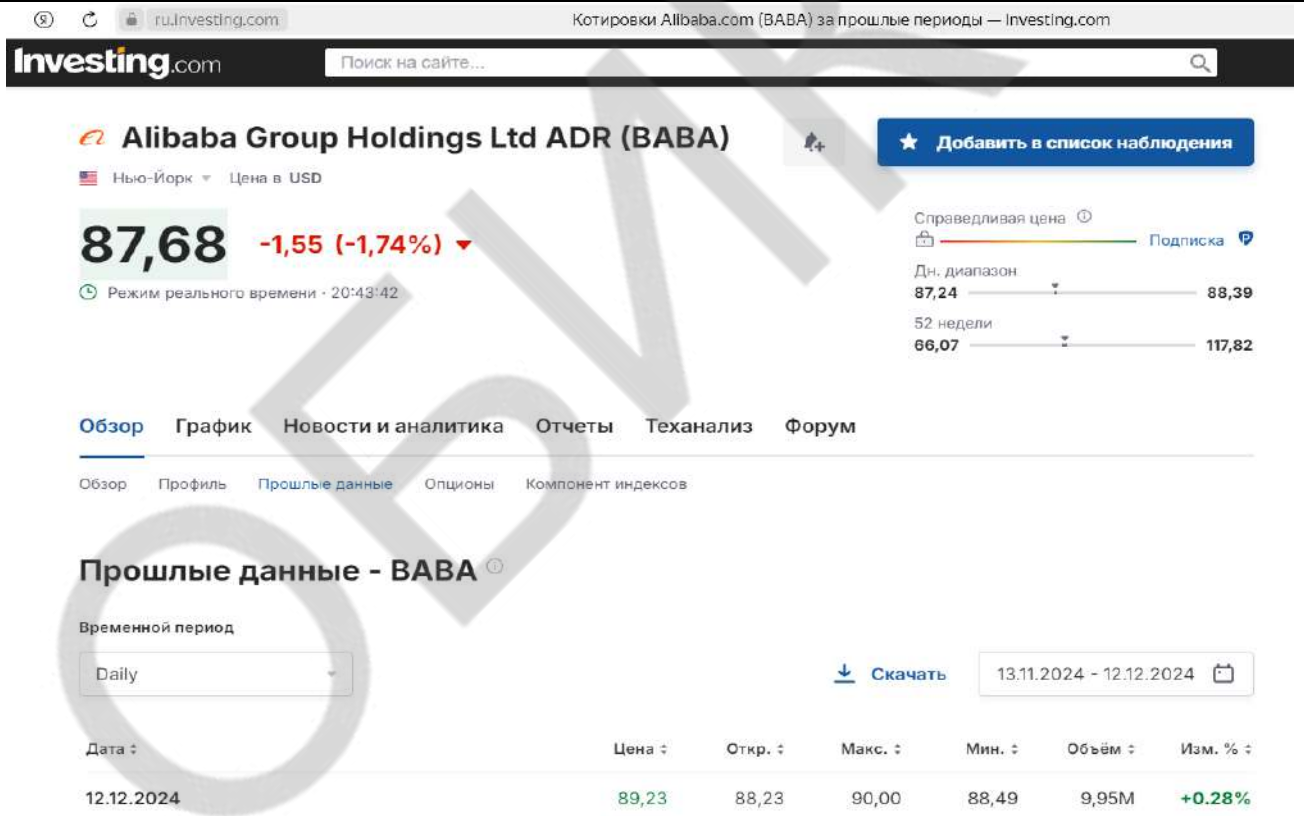 ru.investing.com
Котировки Alibaba.com (BABA) за прошлые периоды — Investing.com
Investing.com
Поиск на сайте...
Alibaba Group Holdings Ltd ADR (BABA)
Добавить в список наблюдения
Нью-Йорк Цена в USD
87,68 -1,55 (-1,74%)
Режим реального времени · 20:43:42
Справедливая цена
Подписка
Дн. диапазон
87,24 88,39
52 недели
66,07 117,82
Обзор График Новости и аналитика Отчеты Теханализ Форум
Обзор Профиль Прошлые данные Опционы Компонент индексов
Прошлые данные - BABA
Временной период
Daily
Скачать
13.11.2024 - 12.12.2024
Дата Цена Откр. Макс. Мин. Объём Изм. %
12.12.2024 89,23 88,23 90,00 88,49 9,95M +0.28%
ОБИК